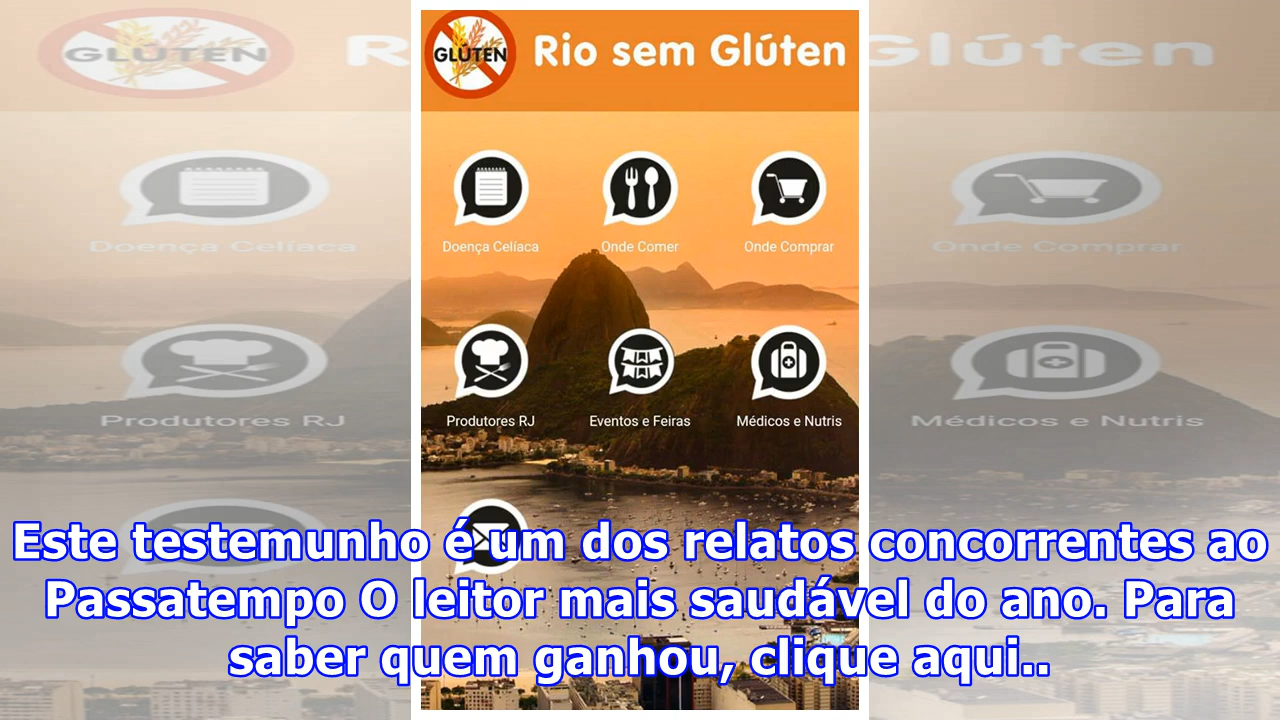 GLÚTEN
Rio sem Glúten
Doença Celíaca
Onde Comer
Onde Comprar
Produtores RJ
Eventos e Feiras
Médicos e Nutris
Este testemunho é um dos relatos concorrentes ao
Passatempo O leitor mais saudável do ano. Para
saber quem ganhou, clique aqui..